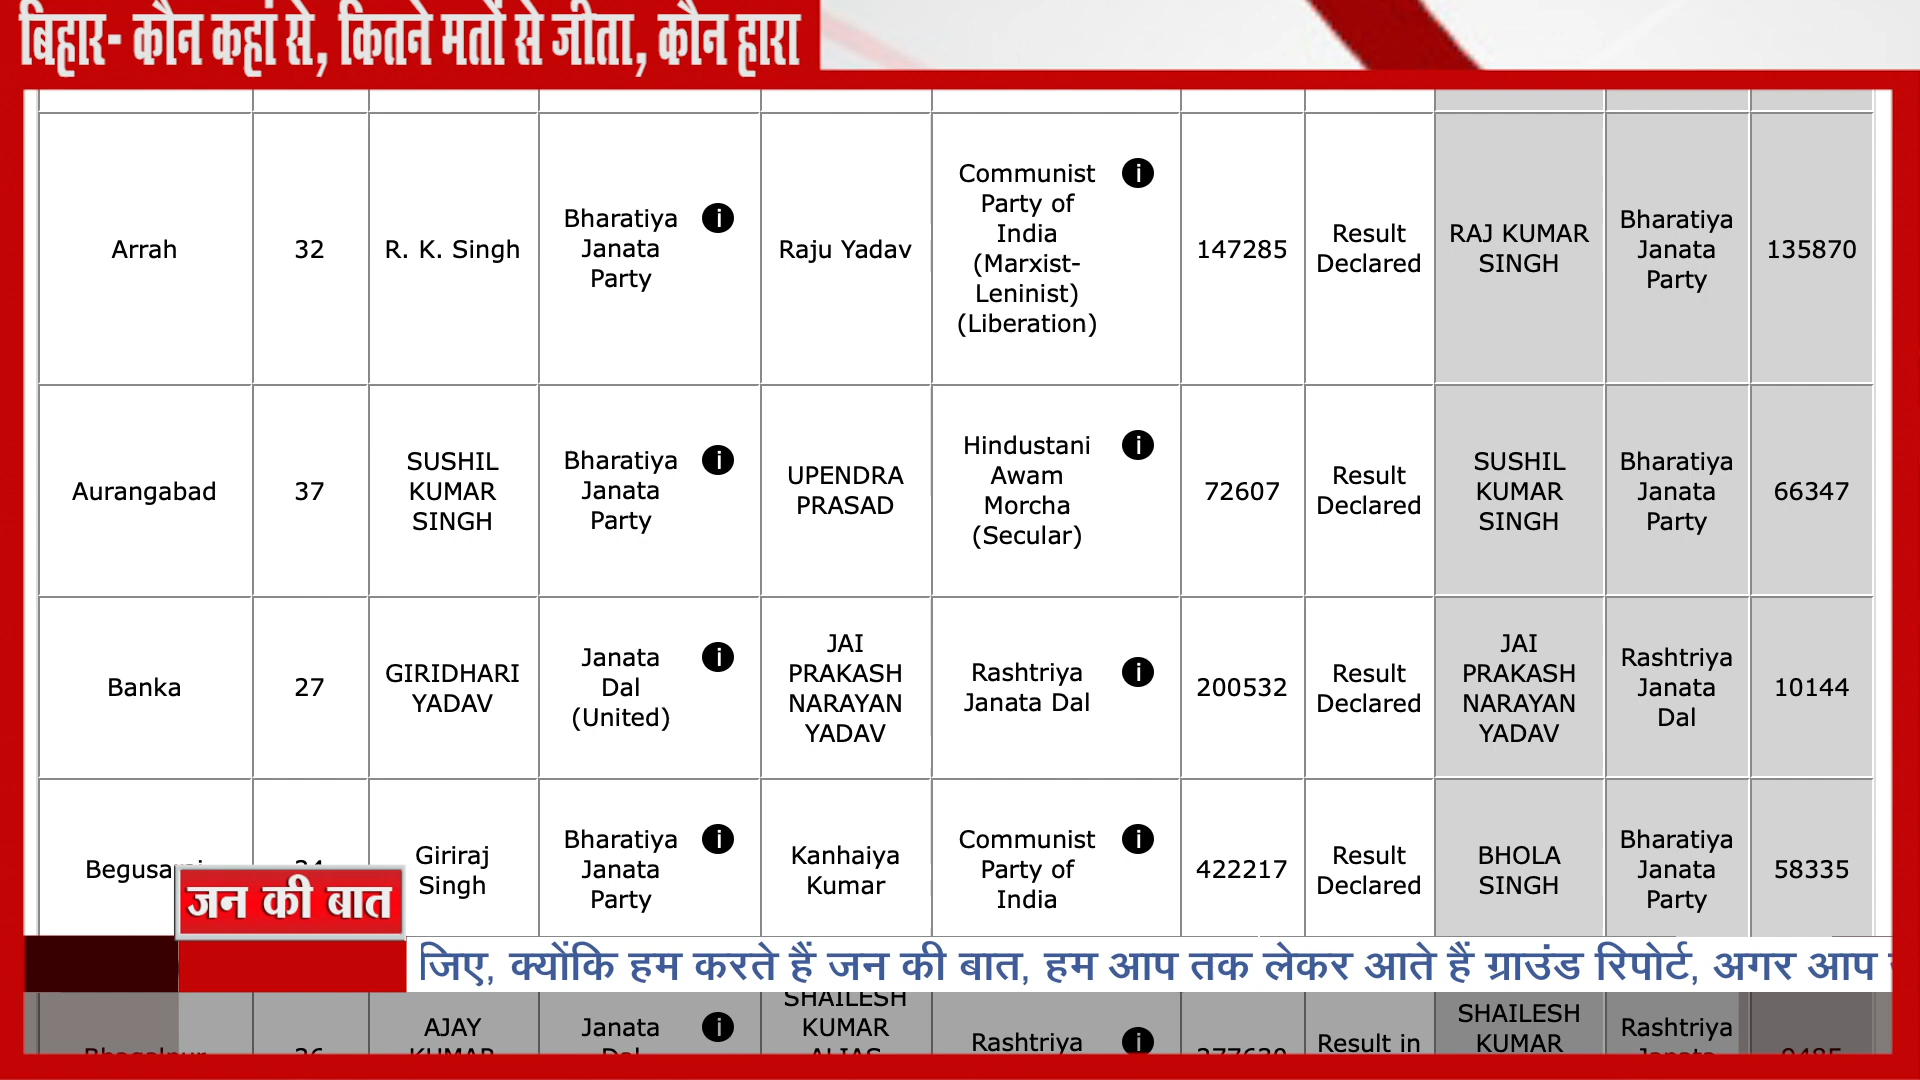 बिहार- कौन कहां से, कितने मतों से जीता, कौन हारा
Arrah 32 R. K. Singh Bharatiya Janata Party i Raju Yadav Communist Party of India (Marxist-Leninist) (Liberation) i 147285 Result Declared RAJ KUMAR SINGH Bharatiya Janata Party 135870
Aurangabad 37 SUSHIL KUMAR SINGH Bharatiya Janata Party i UPENDRA PRASAD Hindustani Awam Morcha (Secular) i 72607 Result Declared SUSHIL KUMAR SINGH Bharatiya Janata Party 66347
Banka 27 GIRIDHARI YADAV Janata Dal (United) i JAI PRAKASH NARAYAN YADAV Rashtriya Janata Dal i 200532 Result Declared JAI PRAKASH NARAYAN YADAV Rashtriya Janata Dal 10144
Giriraj Singh Bharatiya Janata Party i Kanhaiya Kumar Communist Party of India i 422217 Result Declared BHOLA SINGH Bharatiya Janata Party 58335
जन की बात
जिए, क्योंकि हम करते हैं जन की बात, हम आप तक लेकर आते हैं ग्राउंड रिपोर्ट, अगर आप
AJAY Janata i SHAILESH KUMAR Rashtriya i Result in SHAILESH KUMAR Rashtriya